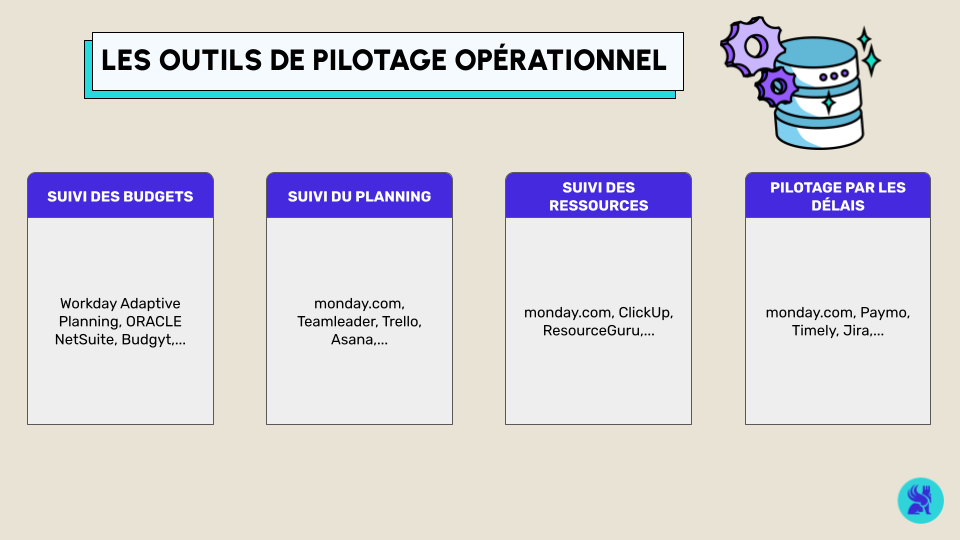 LES OUTILS DE PILOTAGE OPÉRATIONNEL
SUIVI DES BUDGETS
Workday Adaptive
Planning, ORACLE
NetSuite, Budgyt,...
SUIVI DU PLANNING
monday.com,
Teamleader, Trello,
Asana,...
SUIVI DES
RESSOURCES
monday.com, ClickUp,
ResourceGuru,...
PILOTAGE PAR LES
DÉLAIS
monday.com, Paymo,
Timely, Jira,...